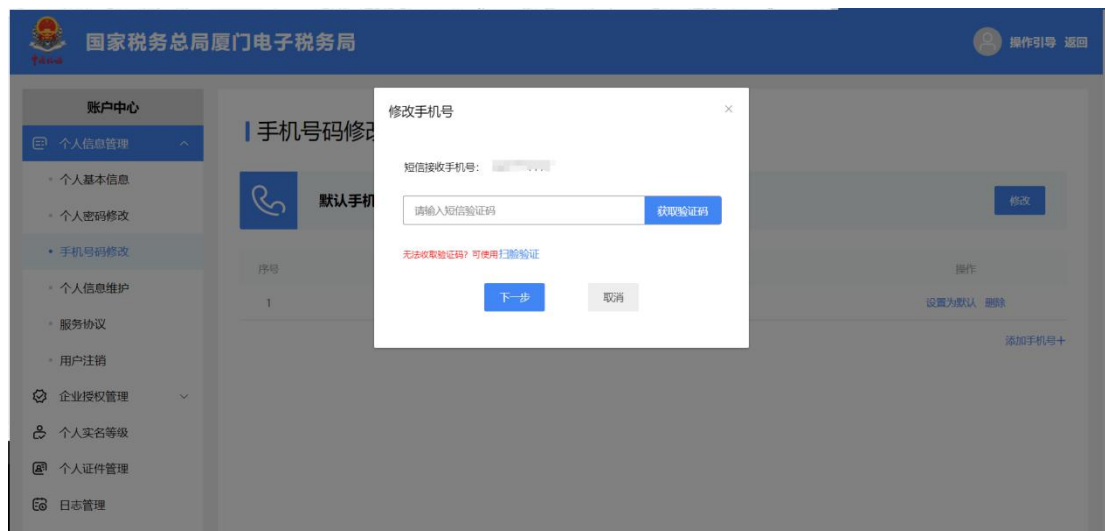 国家税务总局厦门电子税务局
操作引导 返回
账户中心
个人信息管理
个人基本信息
个人密码修改
手机号码修改
个人信息维护
服务协议
用户注销
企业授权管理
个人实名等级
个人证件管理
日志管理
手机号码修改
默认手机
修改
序号
操作
1
设置为默认 删除
添加手机号+
修改手机号
×
短信接收手机号：
请输入短信验证码
获取验证码
无法收取验证码？可使用扫脸验证
下一步
取消